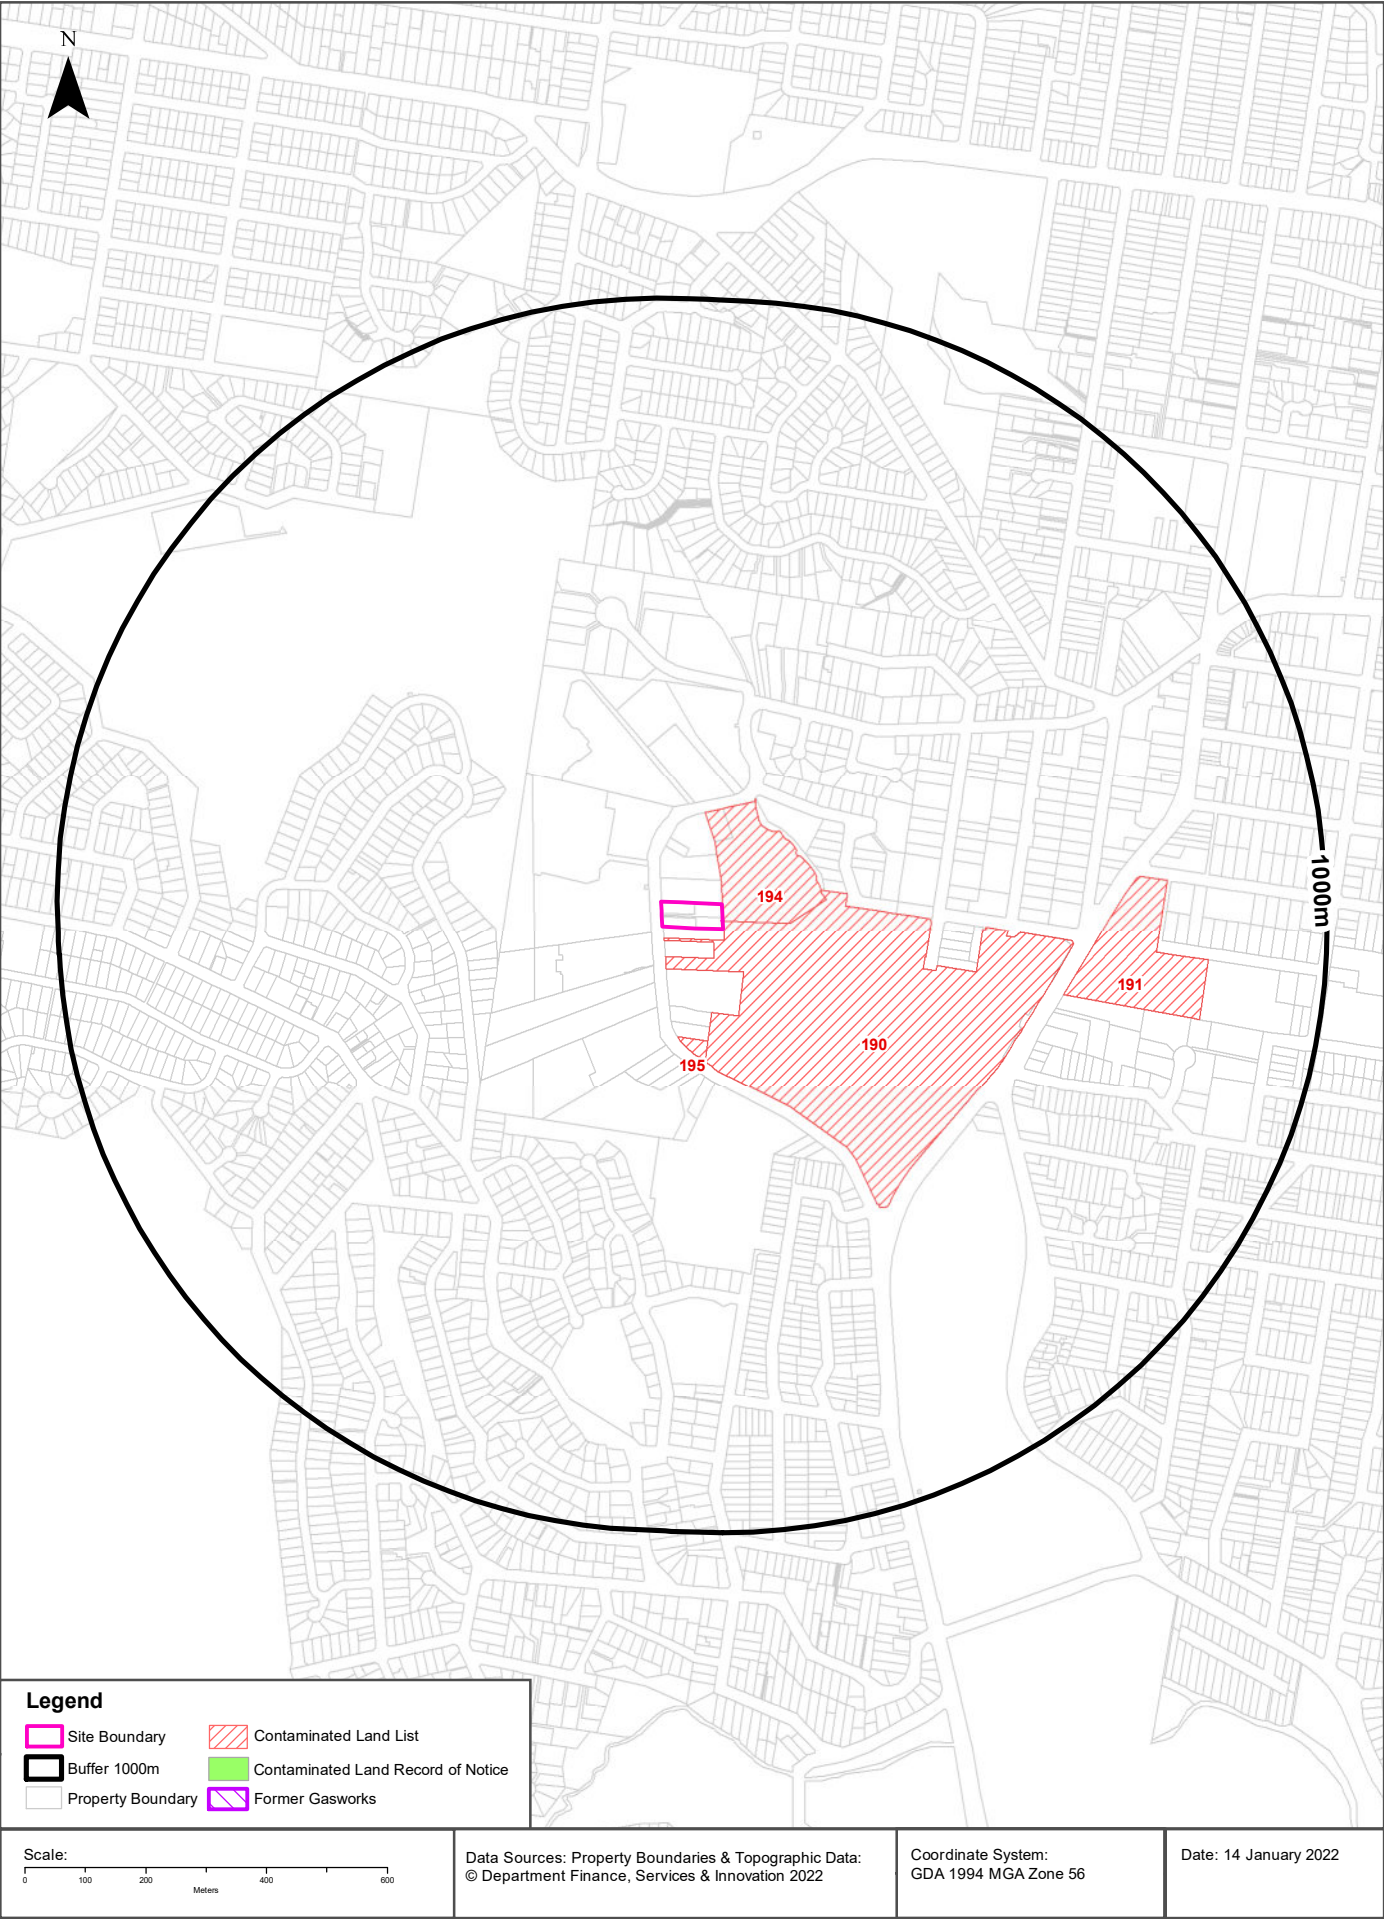 N
1000m
194
191
190
195
Legend
Site Boundary
Contaminated Land List
Buffer 1000m
Contaminated Land Record of Notice
Property Boundary
Former Gasworks
Scale:
0 100 200 400 600
Meters
Data Sources: Property Boundaries & Topographic Data:
© Department Finance, Services & Innovation 2022
Coordinate System:
GDA 1994 MGA Zone 56
Date: 14 January 2022